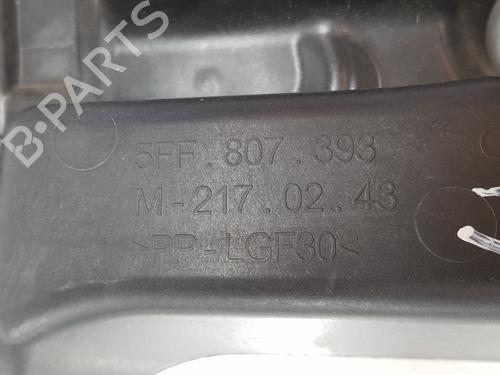 B-PARTS
5FF . 807 . 393
M - 217 . 02 . 43
>PP - LGF30<